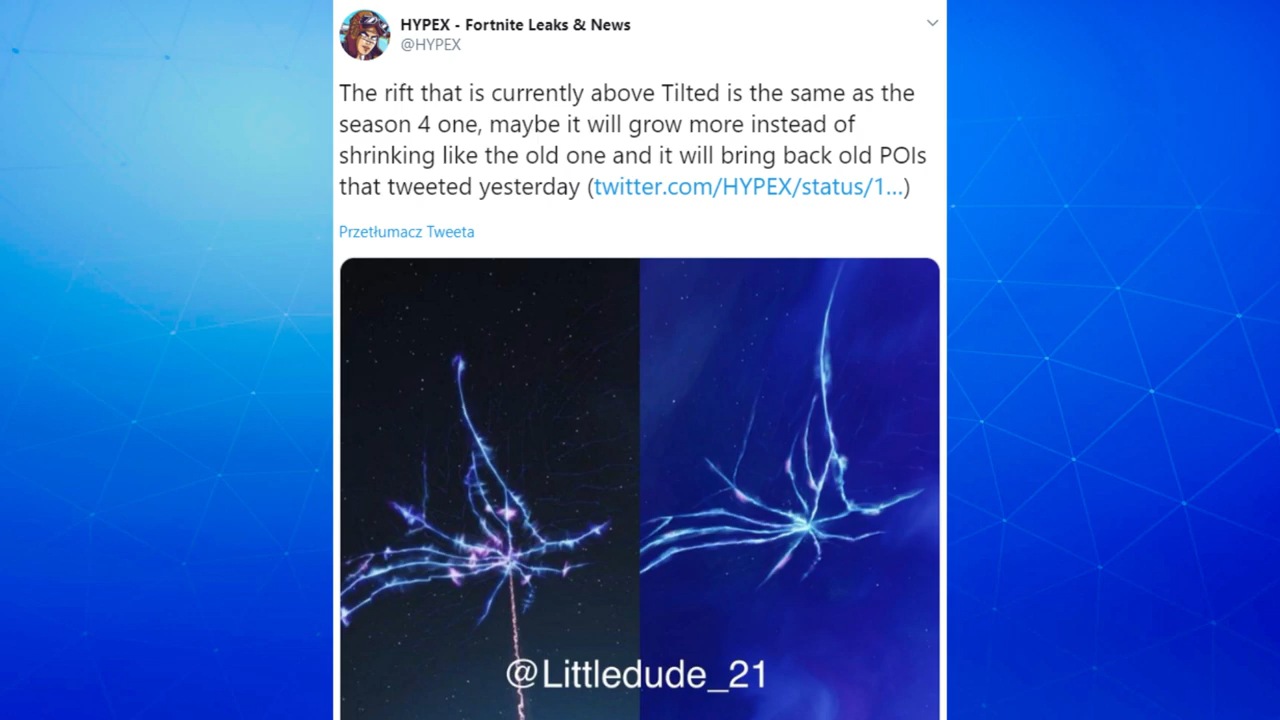 HYPEX - Fortnite Leaks & News
@HYPEX
The rift that is currently above Tilted is the same as the
season 4 one, maybe it will grow more instead of
shrinking like the old one and it will bring back old POIs
that tweeted yesterday (twitter.com/HYPEX/status/1...)
Przetłumacz Tweeta
@Littledude_21